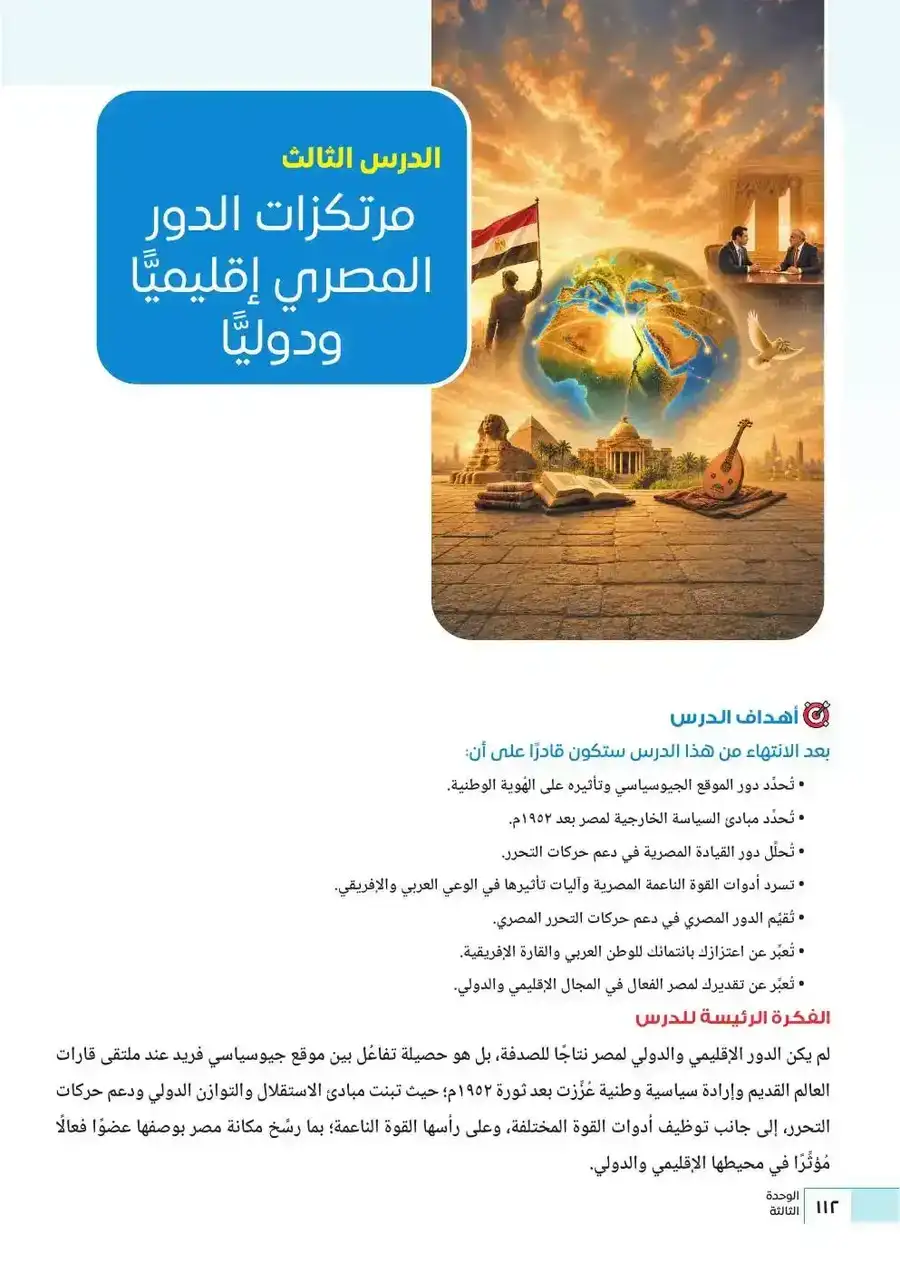 الدرس الثالث
مرتكزات الدور
المصري إقليميًّا
ودوليًّا
أهداف الدرس
بعد الانتهاء من هذا الدرس ستكون قادرًا على أن:
• تُحدِّد دور الموقع الجيوسياسي وتأثيره على الهُوية الوطنية.
• تُحدِّد مبادئ السياسة الخارجية لمصر بعد ١٩٥٢م.
• تُحلِّل دور القيادة المصرية في دعم حركات التحرر.
• تسرد أدوات القوة الناعمة المصرية وآليات تأثيرها في الوعي العربي والإفريقي.
• تُقيِّم الدور المصري في دعم حركات التحرر المصري.
• تُعبِّر عن اعتزازك بانتمائك للوطن العربي والقارة الإفريقية.
• تُعبِّر عن تقديرك لمصر الفعال في المجال الإقليمي والدولي.
الفكرة الرئيسة للدرس
لم يكن الدور الإقليمي والدولي لمصر نتاجًا للصدفة، بل هو حصيلة تفاعُل بين موقع جيوسياسي فريد عند ملتقى قارات
العالم القديم وإرادة سياسية وطنية عُزِّزت بعد ثورة ١٩٥٢م؛ حيث تبنت مبادئ الاستقلال والتوازن الدولي ودعم حركات
التحرر، إلى جانب توظيف أدوات القوة المختلفة، وعلى رأسها القوة الناعمة؛ بما رسَّخ مكانة مصر بوصفها عضوًا فعالًا
مُؤثِّرًا في محيطها الإقليمي والدولي.
١١٢
الوحدة
الثالثة